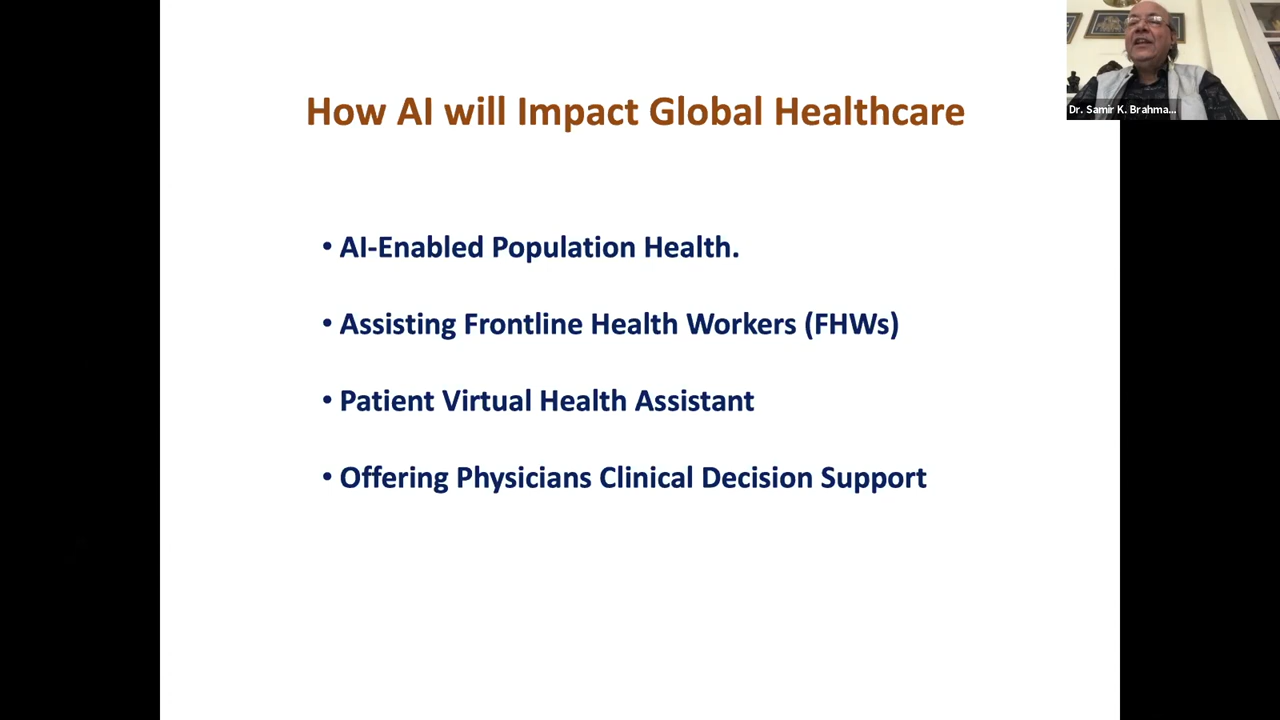 How AI will Impact Global Healthcare
Dr. Samir K. Brahma...
• AI-Enabled Population Health.
• Assisting Frontline Health Workers (FHWs)
• Patient Virtual Health Assistant
• Offering Physicians Clinical Decision Support